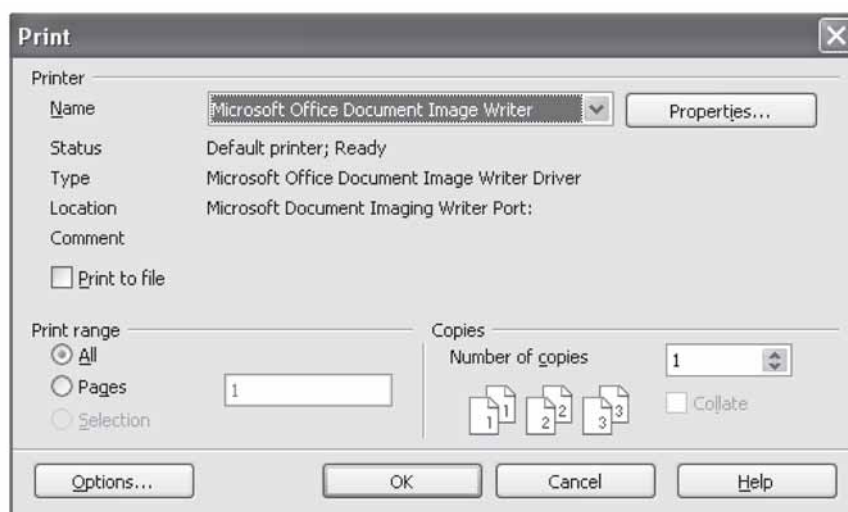 Print
Printer
Name Microsoft Office Document Image Writer Properties...
Status Default printer; Ready
Type Microsoft Office Document Image Writer Driver
Location Microsoft Document Imaging Writer Port:
Comment
Print to file
Print range Copies
All Number of copies 1
Pages 1
1 1 2 2 3 3 Collate
Selection
Options... OK Cancel Help